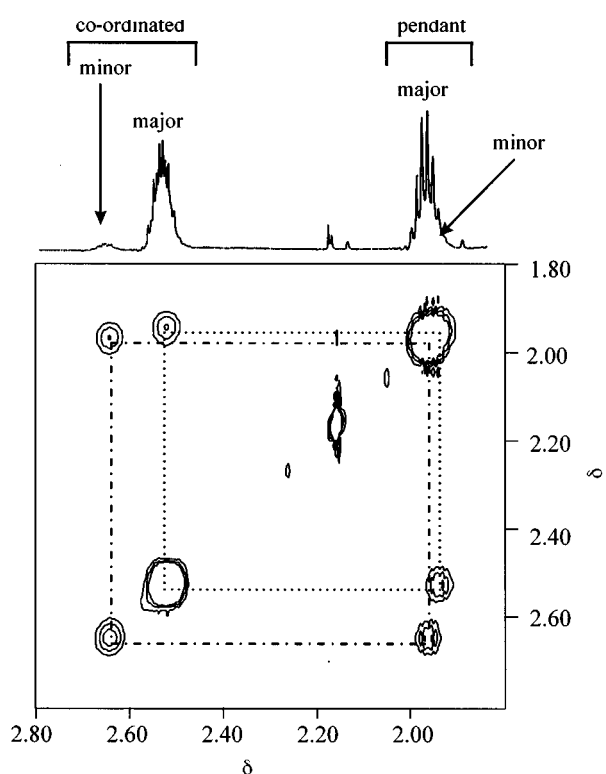 co-ordinated
pendant
minor
major
major
minor
1.80
2.00
2.20
2.40
2.60
δ
2.80
2.60
2.40
2.20
2.00
δ